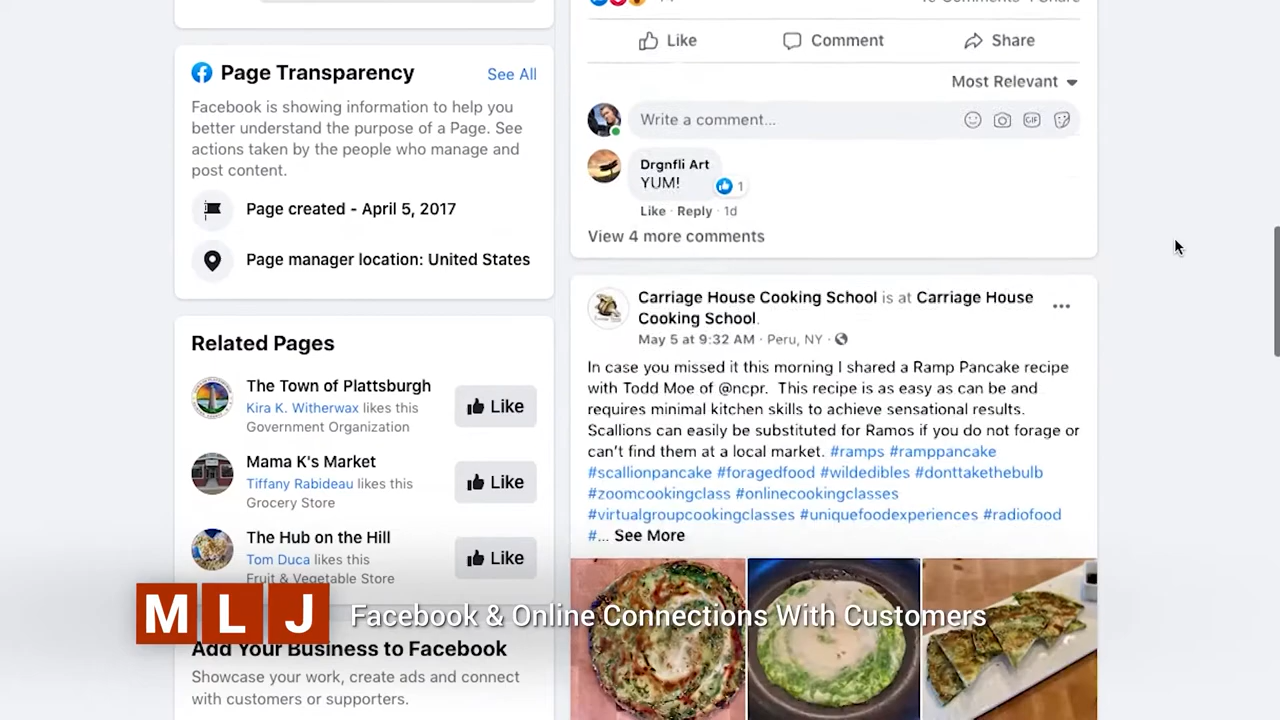 Page Transparency
See All
Facebook is showing information to help you
better understand the purpose of a Page. See
actions taken by the people who manage and
post content.
Page created - April 5, 2017
Page manager location: United States
Related Pages
The Town of Plattsburgh
Kira K. Witherwax likes this
Government Organization
Like
Mama K's Market
Tiffany Rabideau likes this
Grocery Store
Like
The Hub on the Hill
Tom Duca likes this
Fruit & Vegetable Store
Like
Add Your Business to Facebook
Showcase your work, create ads and connect
with customers or supporters.
Like
Comment
Share
Most Relevant
Write a comment...
GIF
Drgnfli Art
YUM!
1
Like · Reply · 1d
View 4 more comments
Carriage House Cooking School is at Carriage House
Cooking School.
May 5 at 9:32 AM · Peru, NY ·
In case you missed it this morning I shared a Ramp Pancake recipe
with Todd Moe of @ncpr. This recipe is as easy as can be and
requires minimal kitchen skills to achieve sensational results.
Scallions can easily be substituted for Ramos if you do not forage or
can't find them at a local market. #ramps #ramppancake
#scallionpancake #foragedfood #wildedibles #donttakethebulb
#zoomcookingclass #onlinecookingclasses
#virtualgroupcookingclasses #uniquefoodexperiences #radiofood
#... See More
MLJ
Facebook & Online Connections With Customers